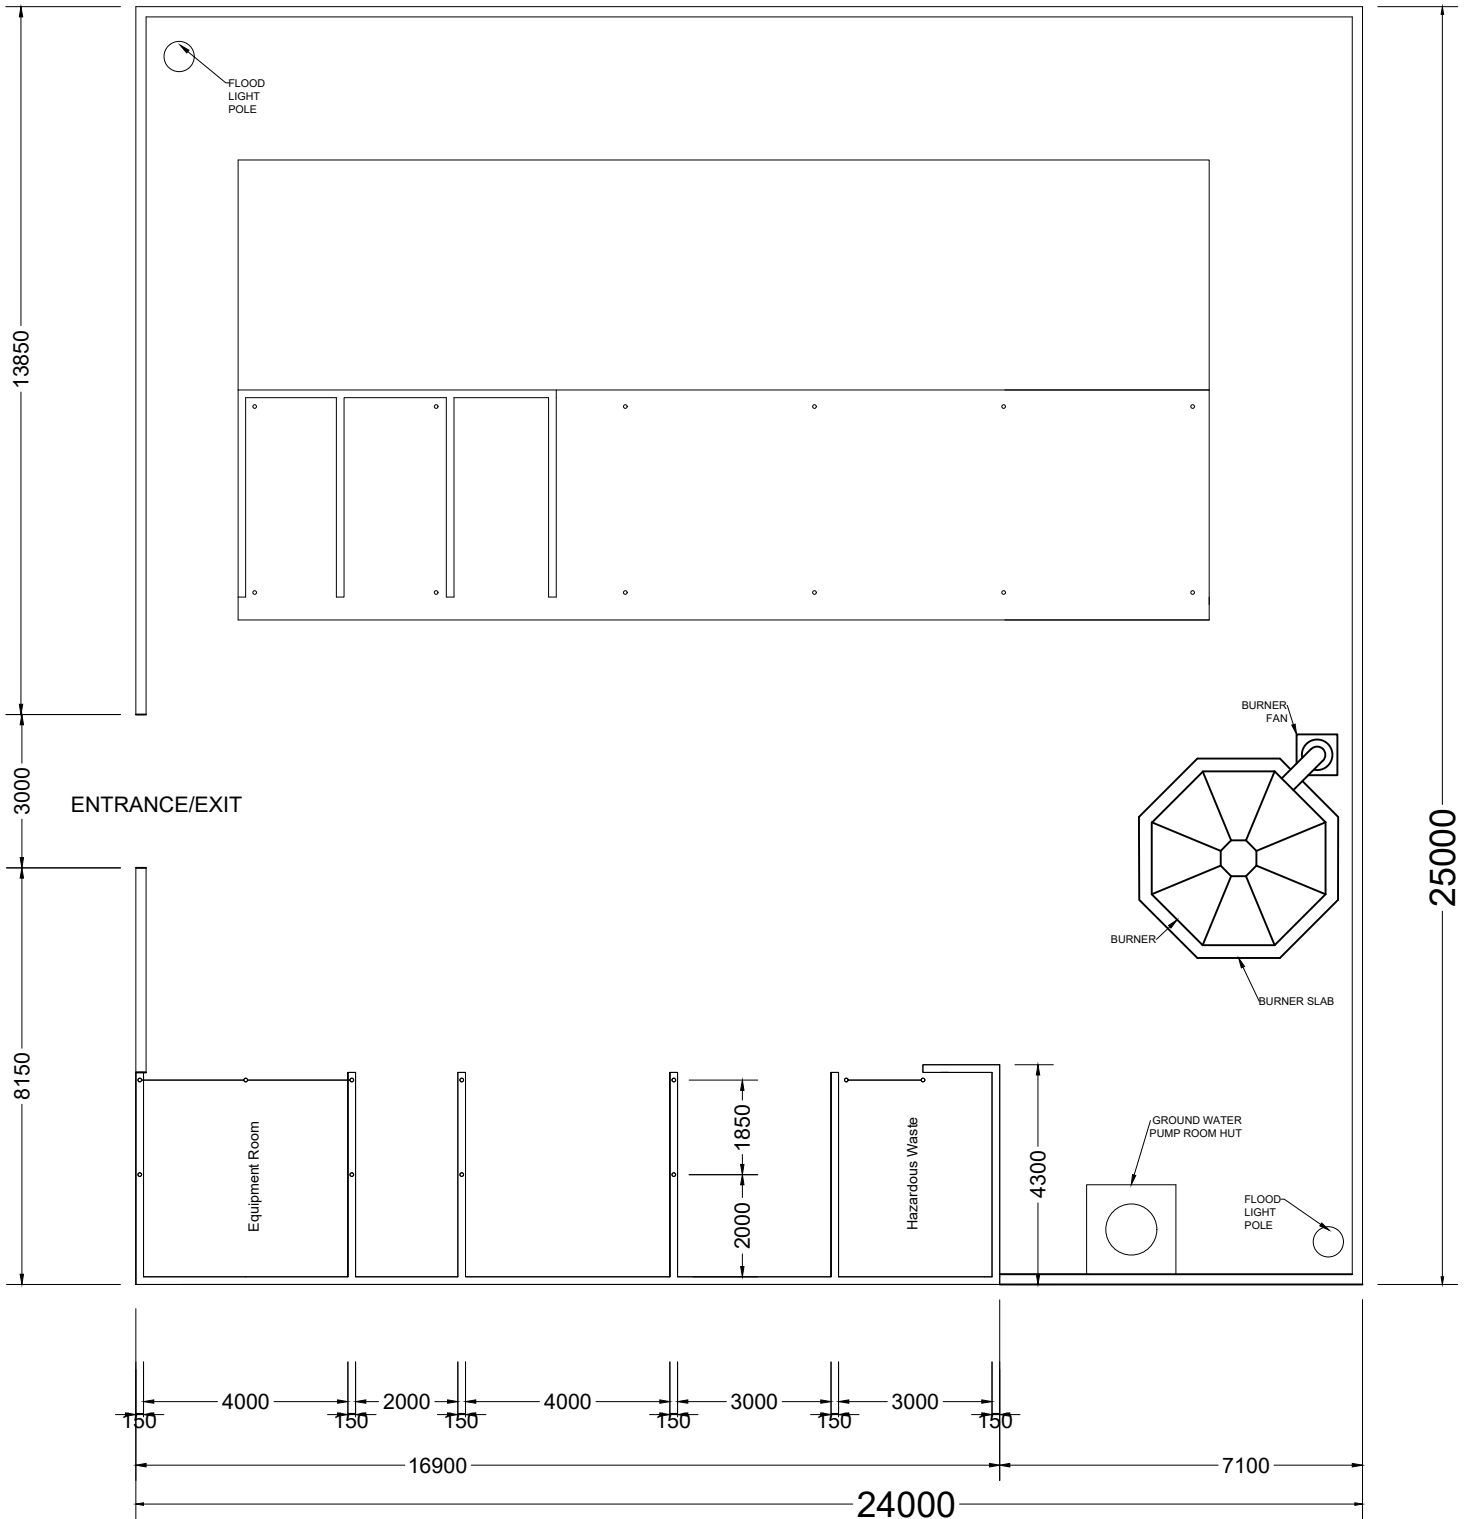 FLOOD
LIGHT
POLE
13850
BURNER
FAN
3000
ENTRANCE/EXIT
25000
BURNER
BURNER SLAB
8150
Equipment Room
1850
2000
Hazardous Waste
4300
GROUND WATER
PUMP ROOM HUT
FLOOD
LIGHT
POLE
4000
2000
4000
3000
3000
150
150
150
150
150
150
16900
7100
24000